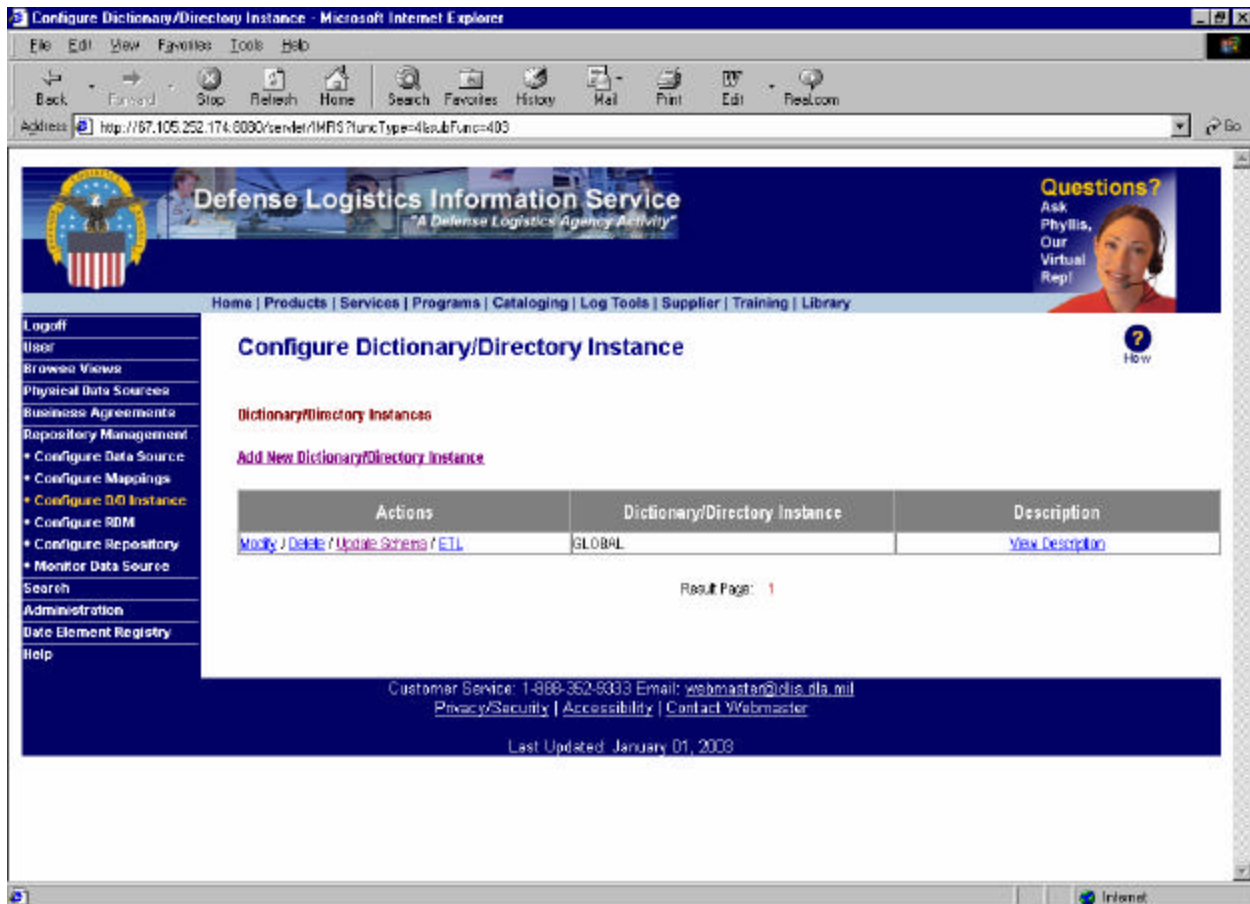 Configure Dictionary/Directory Instance - Microsoft Internet Explorer
File Edit View Favorites Tools Help
Back Forward Stop Refresh Home Search Favorites History Mail Print Edit Real.com
Address http://67.105.252.174:8080/servlet/IMRIS?funcType=4&subFunc=403 Go
Defense Logistics Information Service
"A Defense Logistics Agency Activity"
Questions?
Ask
Phyllis,
Our
Virtual
Rep!
Home | Products | Services | Programs | Cataloging | Log Tools | Supplier | Training | Library
Logoff
User
Browse Views
Physical Data Sources
Business Agreements
Repository Management
• Configure Data Source
• Configure Mappings
• Configure D/D Instance
• Configure RDM
• Configure Repository
• Monitor Data Source
Search
Administration
Date Element Registry
Help
Configure Dictionary/Directory Instance
?
How
Dictionary/Directory Instances
Add New Dictionary/Directory Instance
Actions Dictionary/Directory Instance Description
Modify / Delete / Update Schema / ETL GLOBAL View Description
Result Page: 1
Customer Service: 1-888-352-9333 Email: webmaster@dlis.dla.mil
Privacy/Security | Accessibility | Contact Webmaster
Last Updated: January 01, 2003
Internet